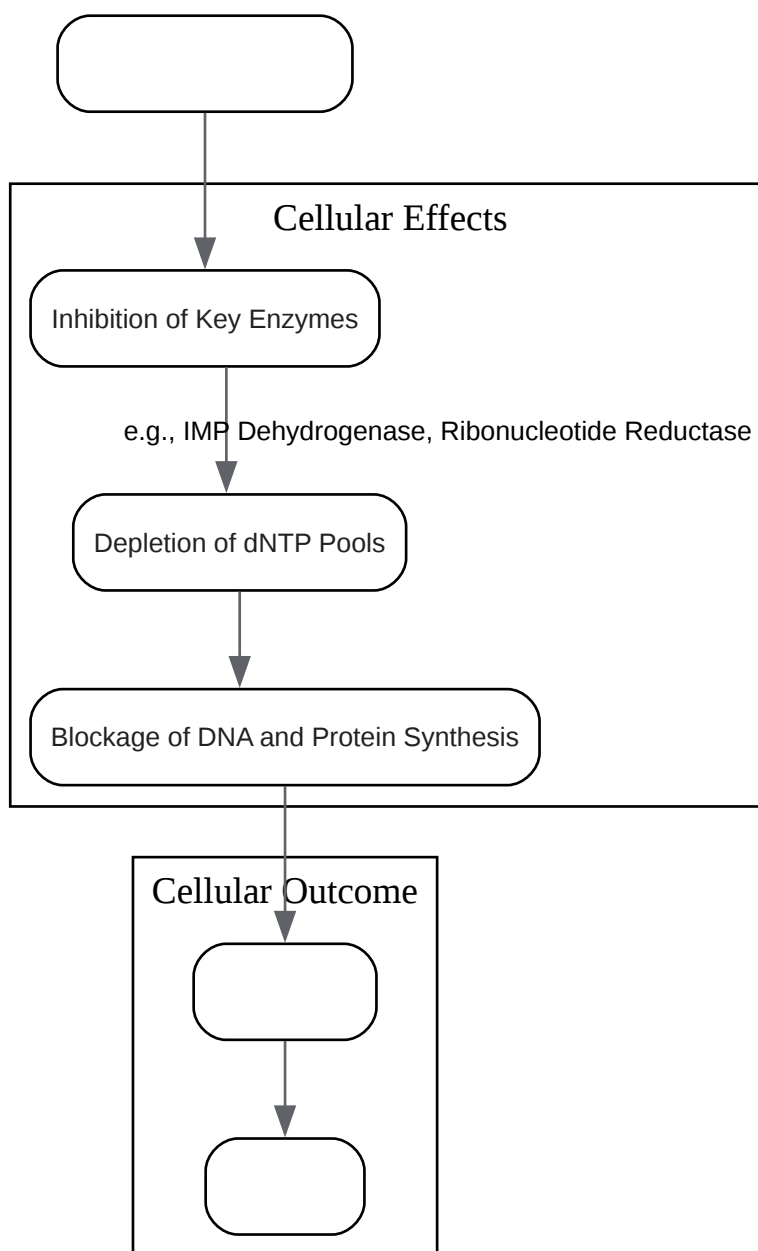 Cellular Effects
Inhibition of Key Enzymes
e.g., IMP Dehydrogenase, Ribonucleotide Reductase
Depletion of dNTP Pools
Blockage of DNA and Protein Synthesis
Cellular Outcome